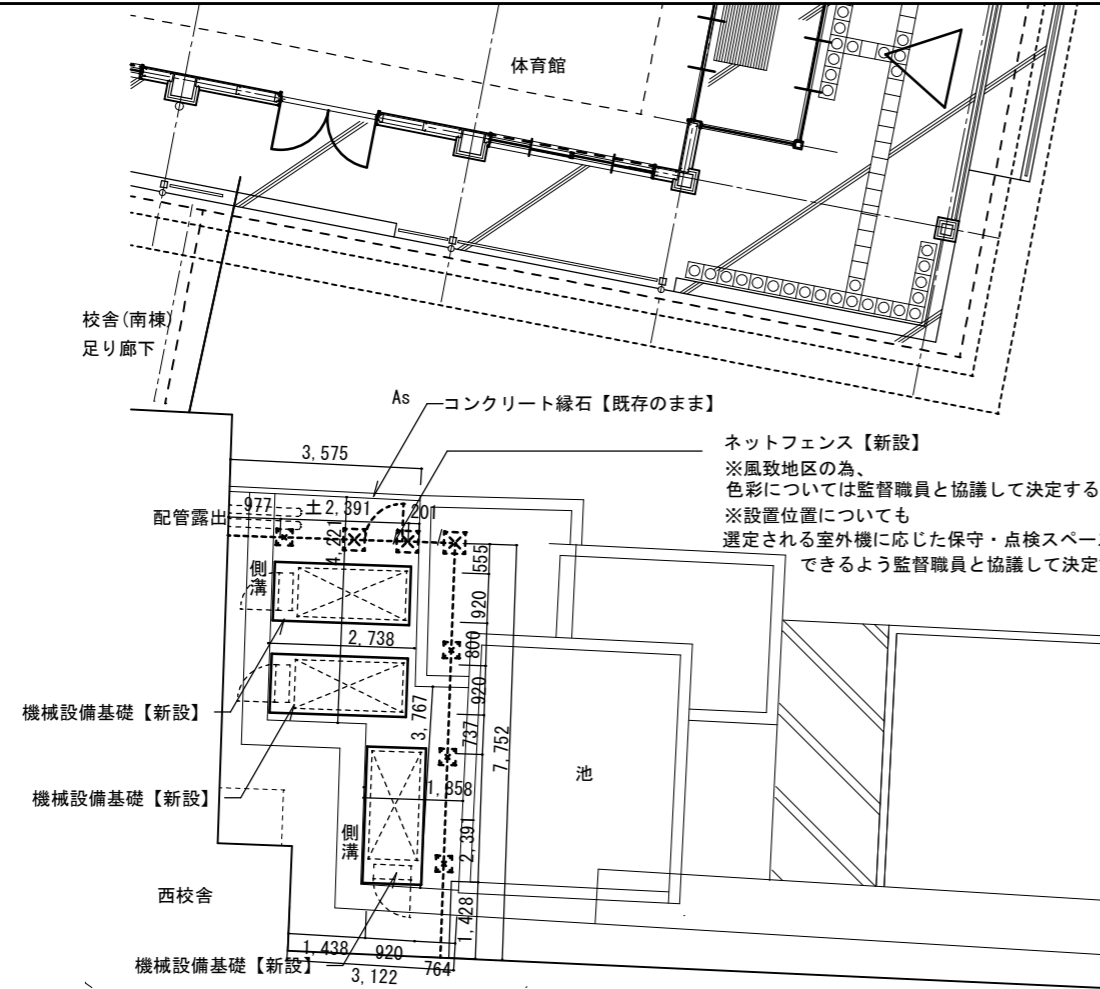 体育館
校舎(南棟)
足り廊下
As
コンクリート縁石【既存のまま】
ネットフェンス【新設】
※風致地区の為、
色彩については監督職員と協議して決定する
※設置位置についても
選定される室外機に応じた保守・点検スペー
できるよう監督職員と協議して決定
3,575
配管露出
977
土
2,391
201
4,221
側溝
555
920
800
920
737
2,738
3,767
7,752
機械設備基礎【新設】
池
機械設備基礎【新設】
1,858
側溝
2,391
西校舎
1,428
1,438
920
764
機械設備基礎【新設】
3,122